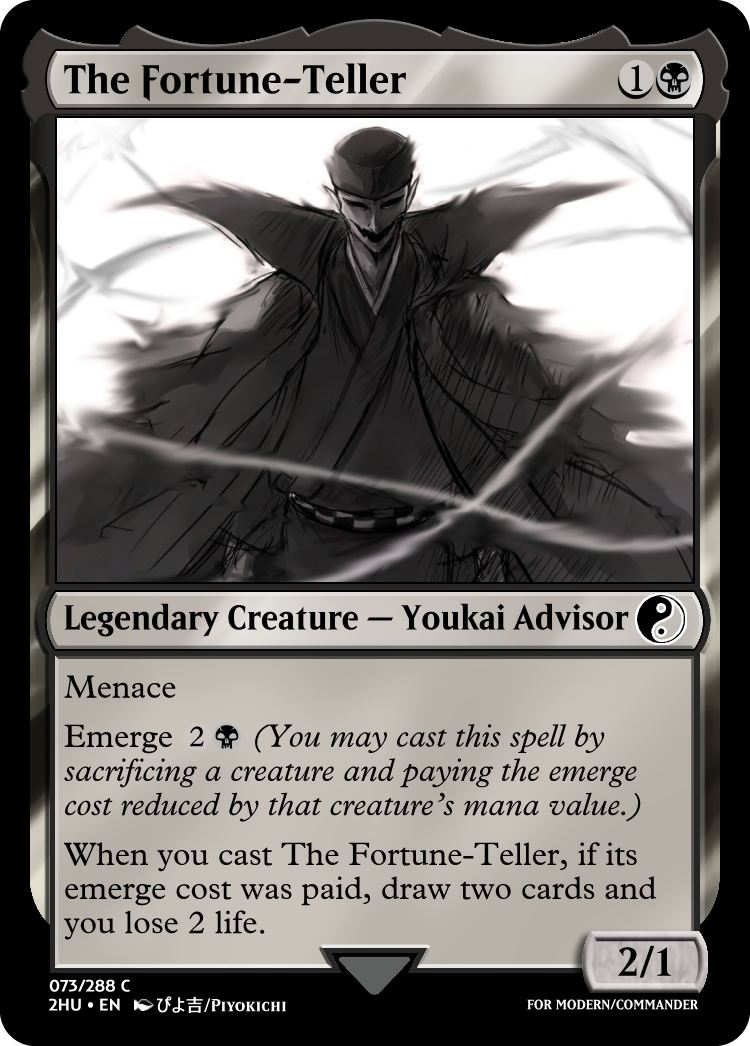 The Fortune-Teller 1
Legendary Creature — Youkai Advisor
Menace
Emerge 2 (You may cast this spell by
sacrificing a creature and paying the emerge
cost reduced by that creature's mana value.)
When you cast The Fortune-Teller, if its
emerge cost was paid, draw two cards and
you lose 2 life.
2/1
073/288 C
2HU • EN ぴよ吉/Piyokichi
FOR MODERN/COMMANDER